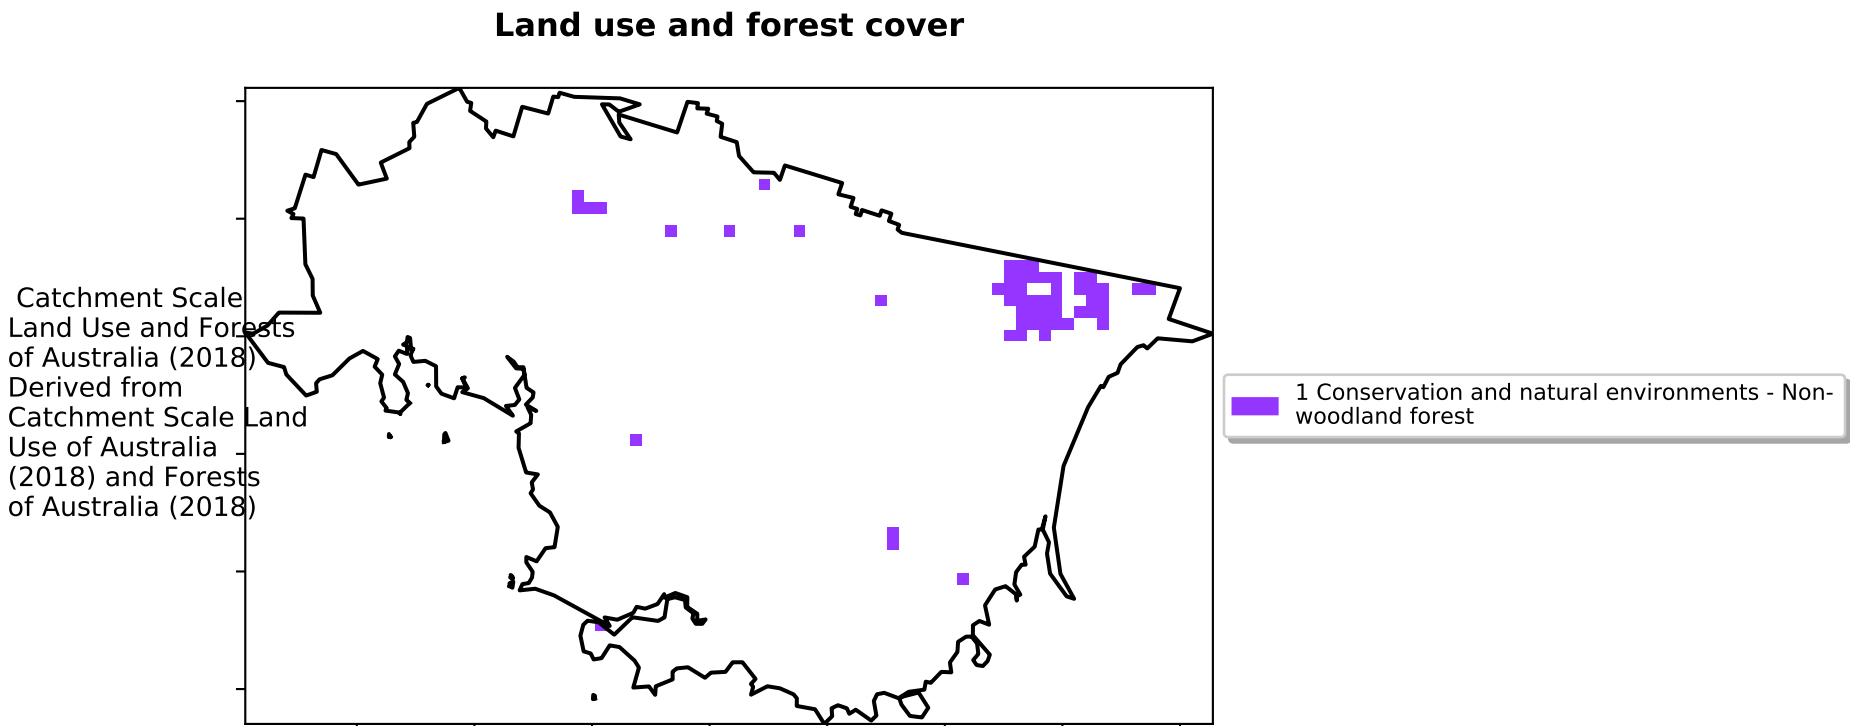 Land use and forest cover
Catchment Scale
Land Use and Forests
of Australia (2018)
Derived from
Catchment Scale Land
Use of Australia
(2018) and Forests
of Australia (2018)
1 Conservation and natural environments - Non-
woodland forest